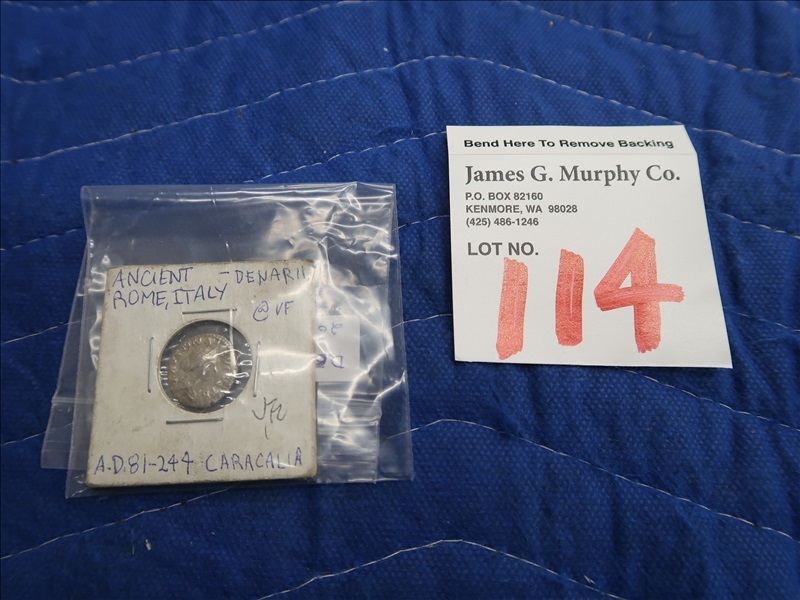 ANCIENT - DENARII
ROME, ITALY
@ VF
A.D. 81-244 CARACALIA
Bend Here To Remove Backing
James G. Murphy Co.
P.O. BOX 82160
KENMORE, WA 98028
(425) 486-1246
LOT NO.
114